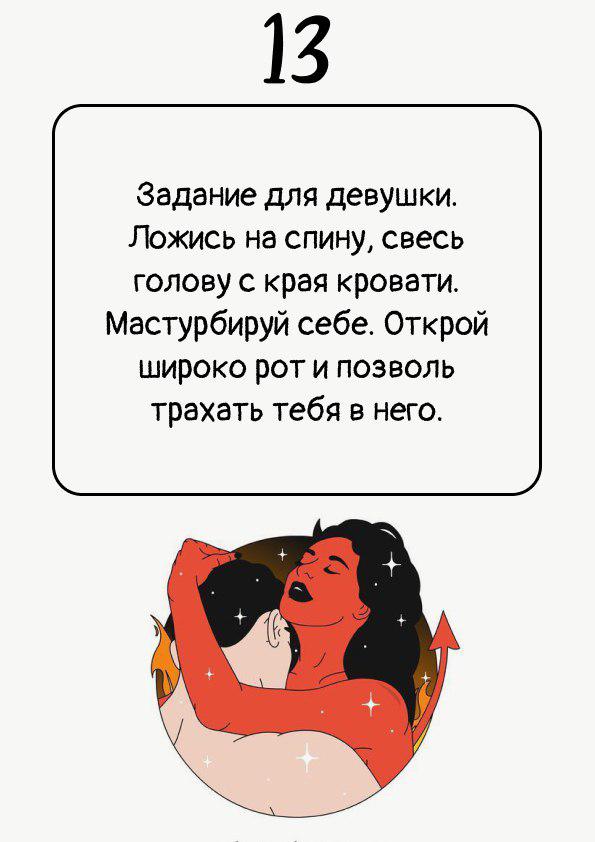 13
Задание для девушки.
Ложись на спину, свесь
голову с края кровати.
Мастурбируй себе. Открой
широко рот и позволь
трахать тебя в него.